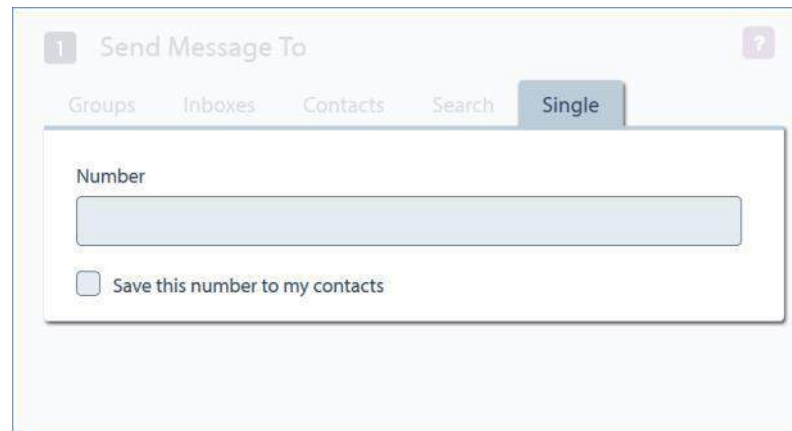 1 Send Message To ?
Groups Inboxes Contacts Search Single
Number
Save this number to my contacts